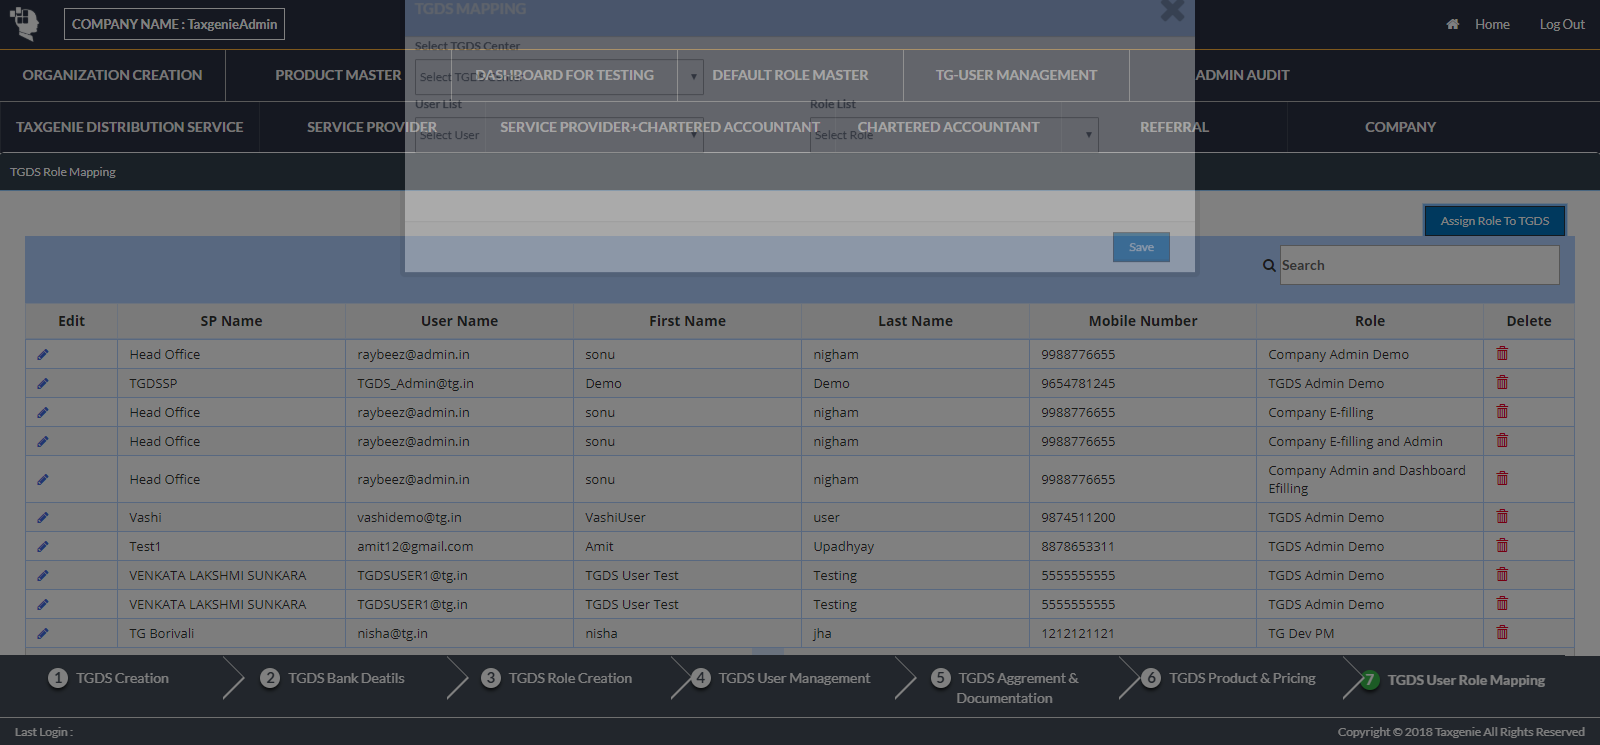 COMPANY NAME : TaxgenieAdmin
Home
Log Out
TGDS MAPPING
Select TGDS Center
ORGANIZATION CREATION
PRODUCT MASTER
Select TGDS
DASHBOARD FOR TESTING
DEFAULT ROLE MASTER
TG-USER MANAGEMENT
ADMIN AUDIT
User List
Role List
TAXGENIE DISTRIBUTION SERVICE
SERVICE PROVIDER
SERVICE PROVIDER+CHARTERED ACCOUNTANT
CHARTERED ACCOUNTANT
REFERRAL
COMPANY
Select User
Select Role
TGDS Role Mapping
Assign Role To TGDS
Save
Search
Edit SP Name User Name First Name Last Name Mobile Number Role Delete
Head Office raybeez@admin.in sonu nigham 9988776655 Company Admin Demo
TGDSSP TGDS_Admin@tg.in Demo Demo 9654781245 TGDS Admin Demo
Head Office raybeez@admin.in sonu nigham 9988776655 Company E-filling
Head Office raybeez@admin.in sonu nigham 9988776655 Company E-filling and Admin
Head Office raybeez@admin.in sonu nigham 9988776655 Company Admin and Dashboard
Efilling
Vashi vashidemo@tg.in VashiUser user 9874511200 TGDS Admin Demo
Test1 amit12@gmail.com Amit Upadhyay 8878653311 TGDS Admin Demo
VENKATA LAKSHMI SUNKARA TGDSUSER1@tg.in TGDS User Test Testing 5555555555 TGDS Admin Demo
VENKATA LAKSHMI SUNKARA TGDSUSER1@tg.in TGDS User Test Testing 5555555555 TGDS Admin Demo
TG Borivali nisha@tg.in nisha jha 1212121121 TG Dev PM
1 TGDS Creation
2 TGDS Bank Deatils
3 TGDS Role Creation
4 TGDS User Management
5 TGDS Aggrement &
Documentation
6 TGDS Product & Pricing
7 TGDS User Role Mapping
Last Login :
Copyright © 2018 Taxgenie All Rights Reserved